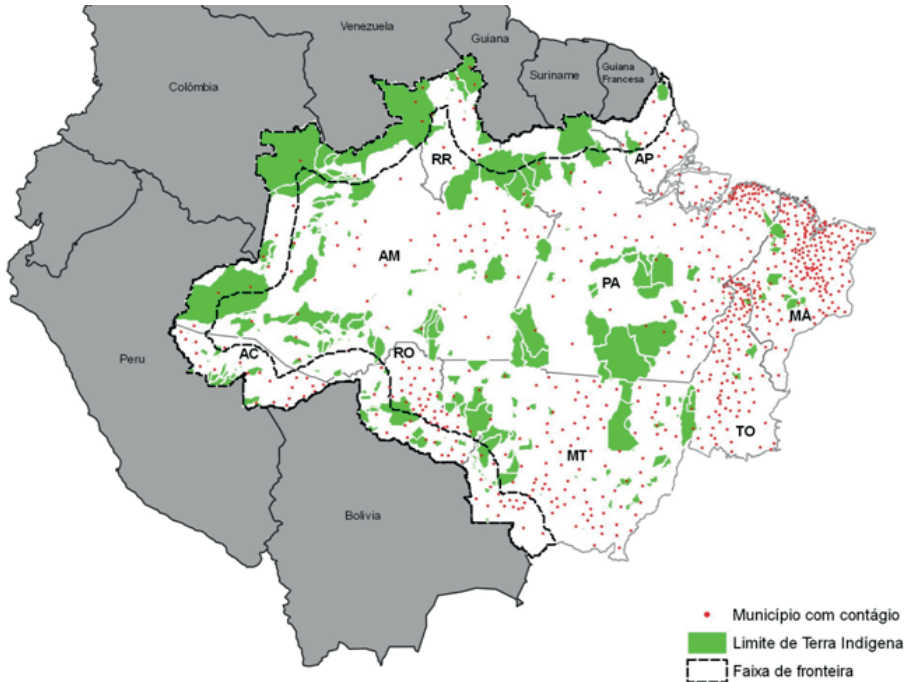 Venezuela
Guiana
Suriname
Guiana
Francesa
Colômbia
RR
AP
AM
PA
MA
Peru
AC
RO
TO
MT
Bolivia
Município com contágio
Limite de Terra Indígena
Faixa de fronteira